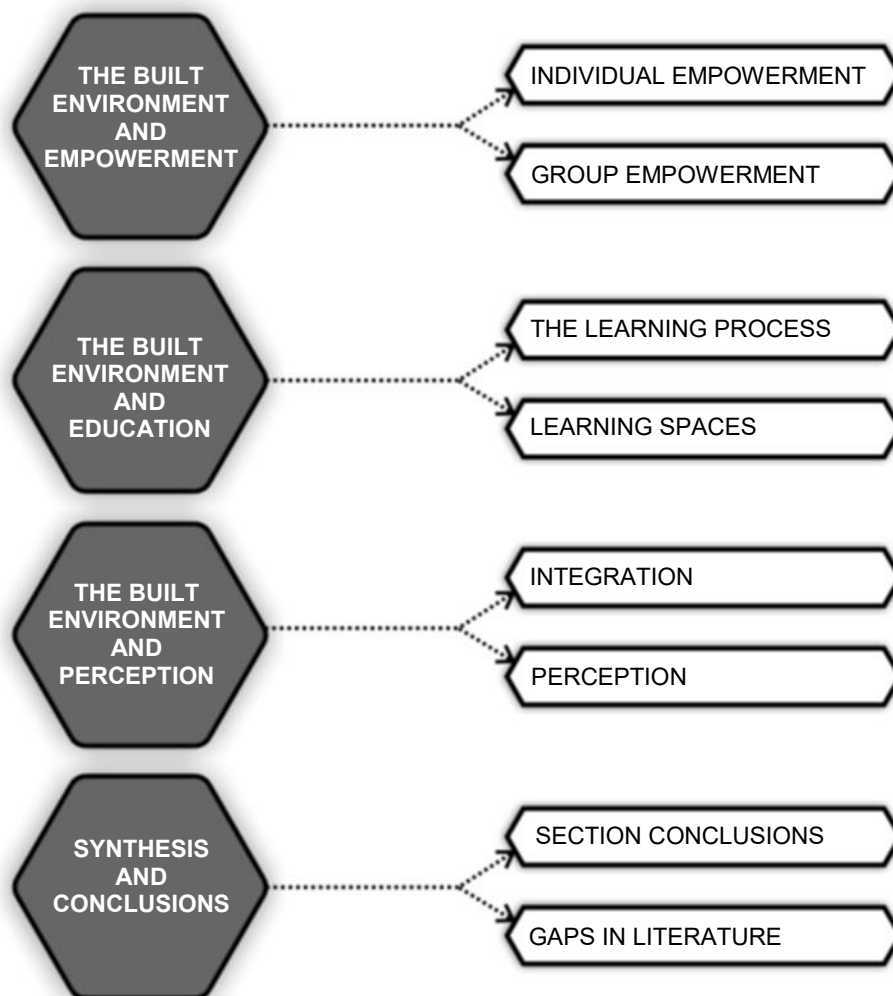 THE BUILT
ENVIRONMENT
AND
EMPOWERMENT
INDIVIDUAL EMPOWERMENT
GROUP EMPOWERMENT
THE BUILT
ENVIRONMENT
AND
EDUCATION
THE LEARNING PROCESS
LEARNING SPACES
THE BUILT
ENVIRONMENT
AND
PERCEPTION
INTEGRATION
PERCEPTION
SYNTHESIS
AND
CONCLUSIONS
SECTION CONCLUSIONS
GAPS IN LITERATURE